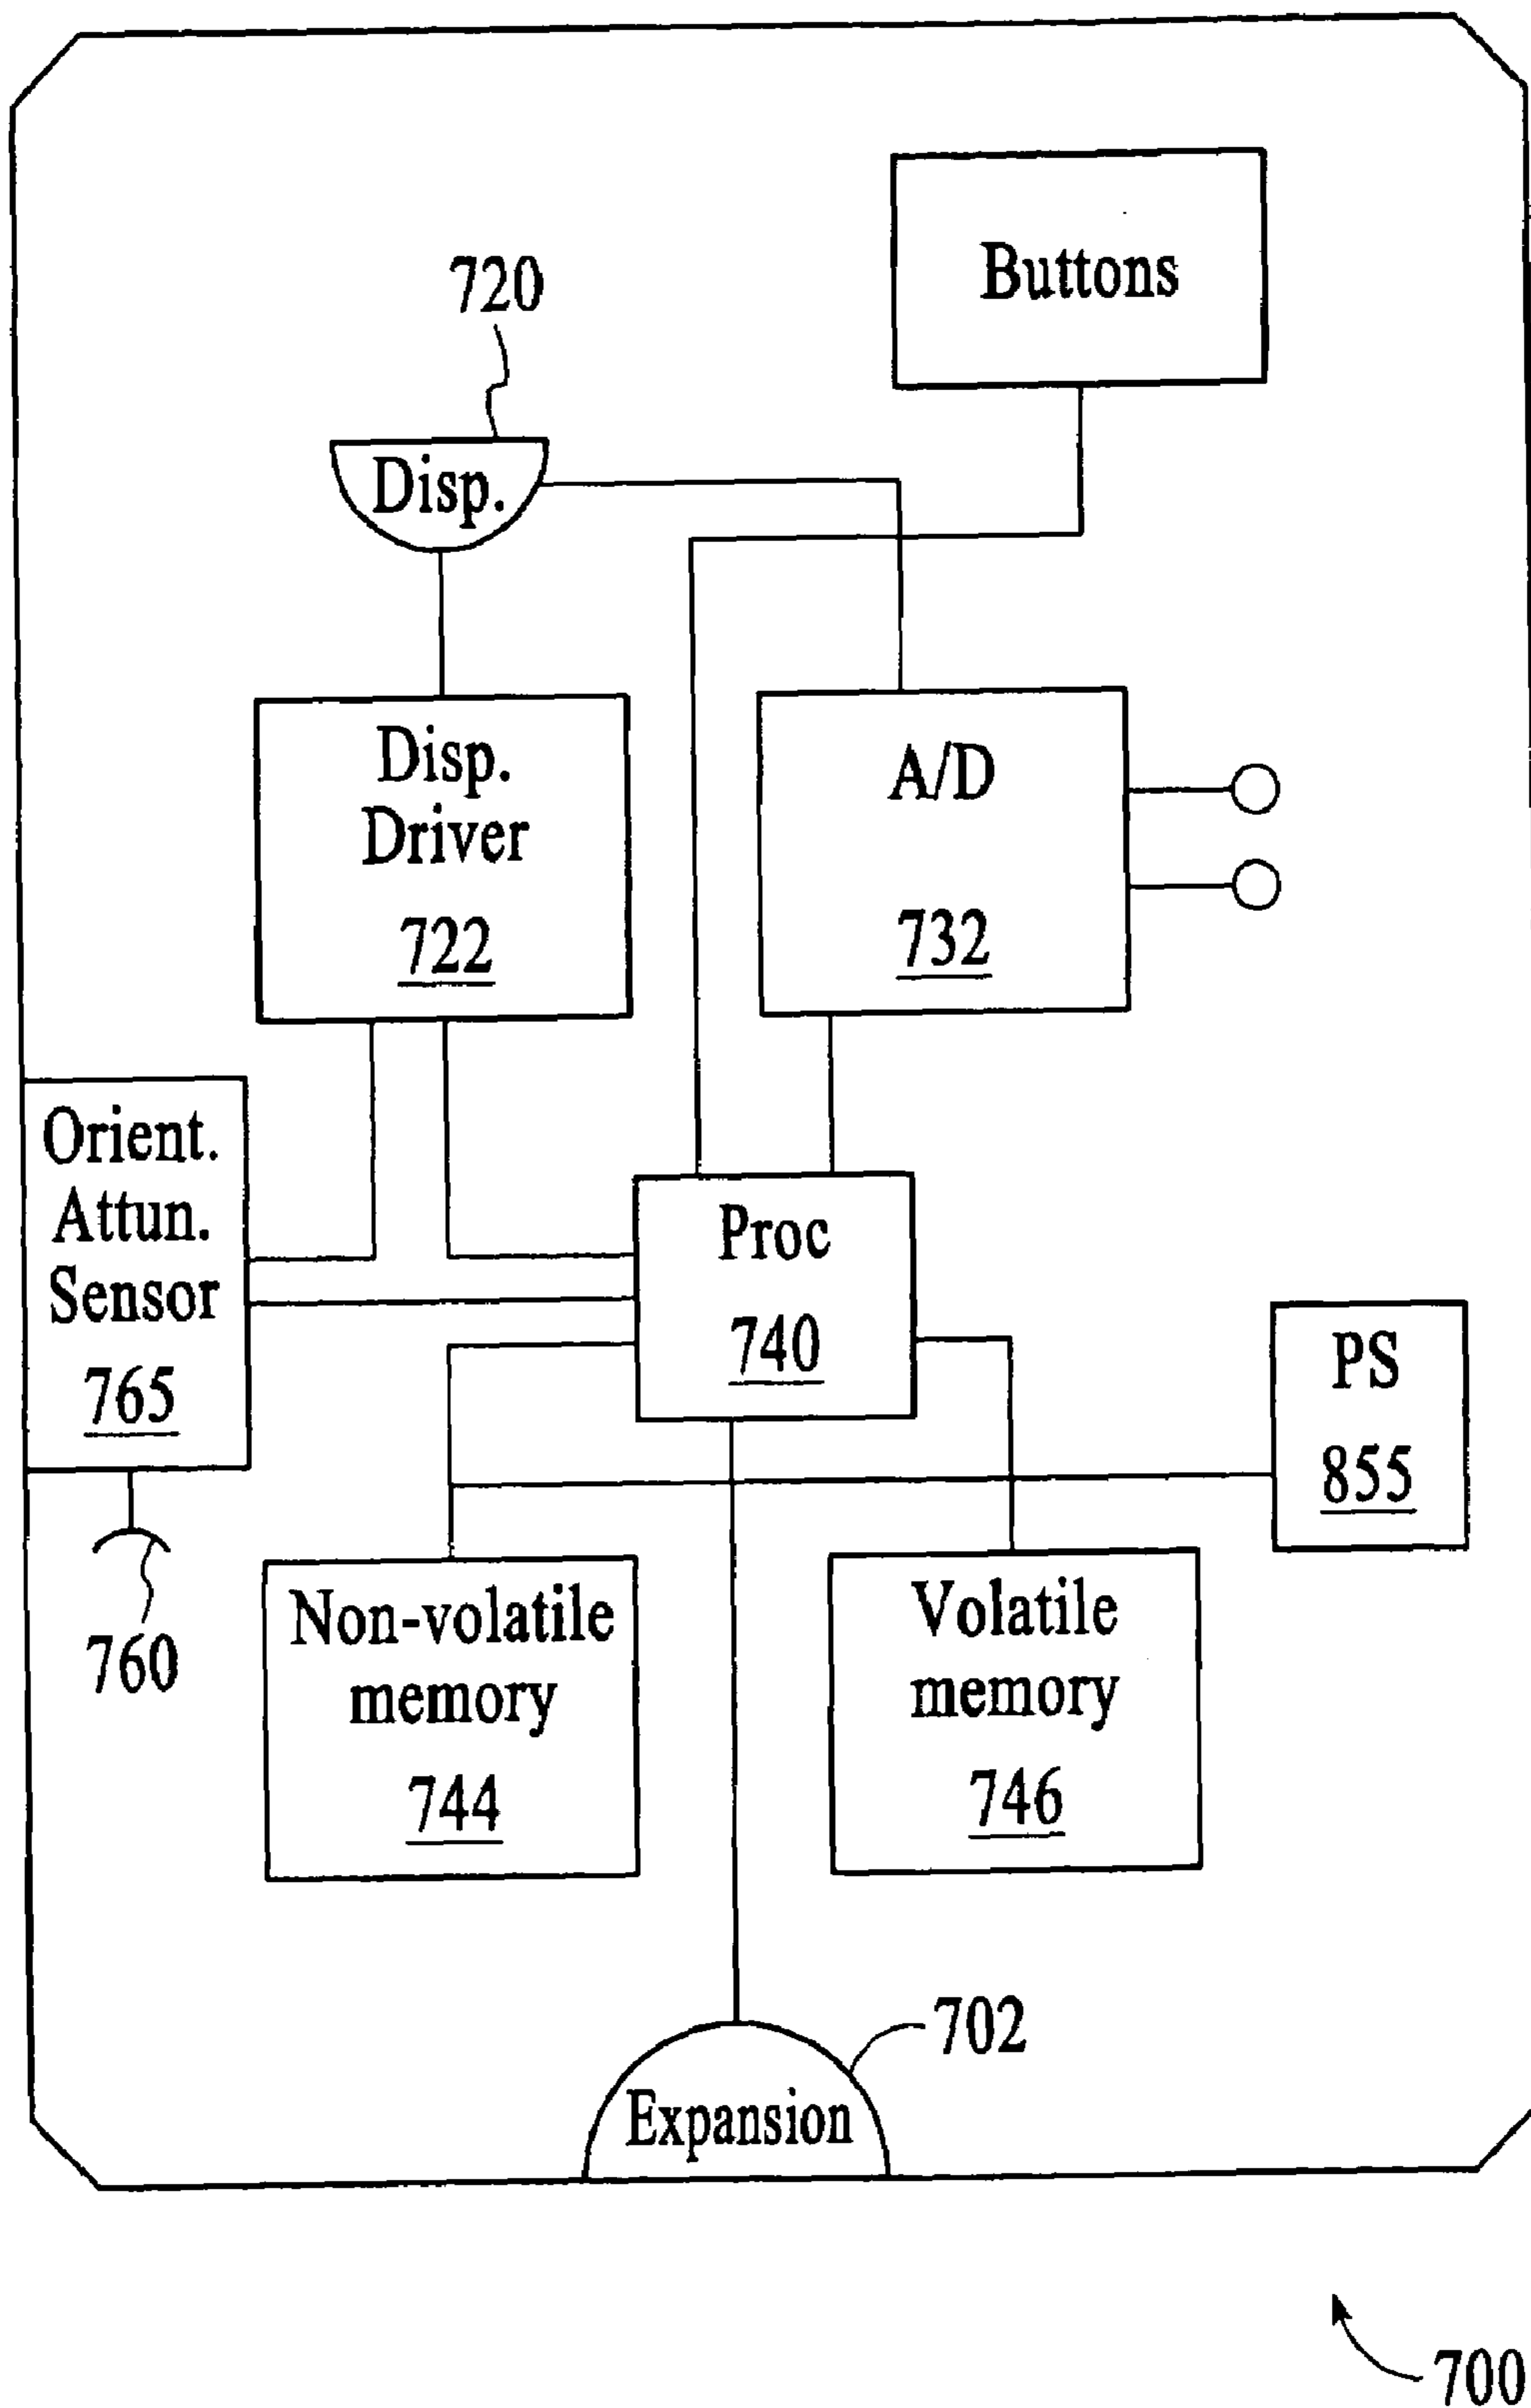 Buttons
720
Disp.
Disp.
Driver
722
A/D
732
Orient.
Attun.
Sensor
765
Proc
740
PS
855
760
Non-volatile
memory
744
Volatile
memory
746
702
Expansion
700